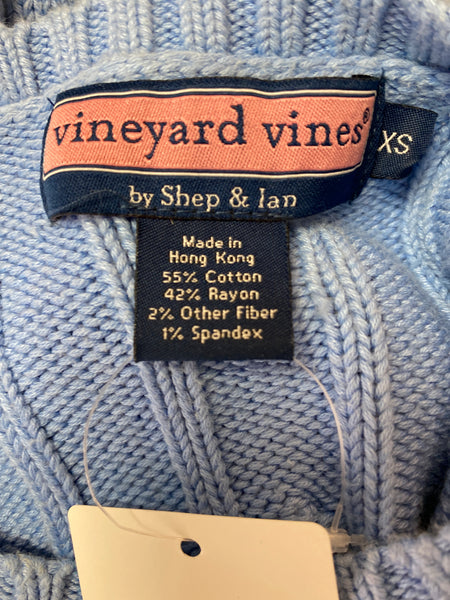 vineyard vines®
XS
by Shep & Ian
Made in
Hong Kong
55% Cotton
42% Rayon
2% Other Fiber
1% Spandex